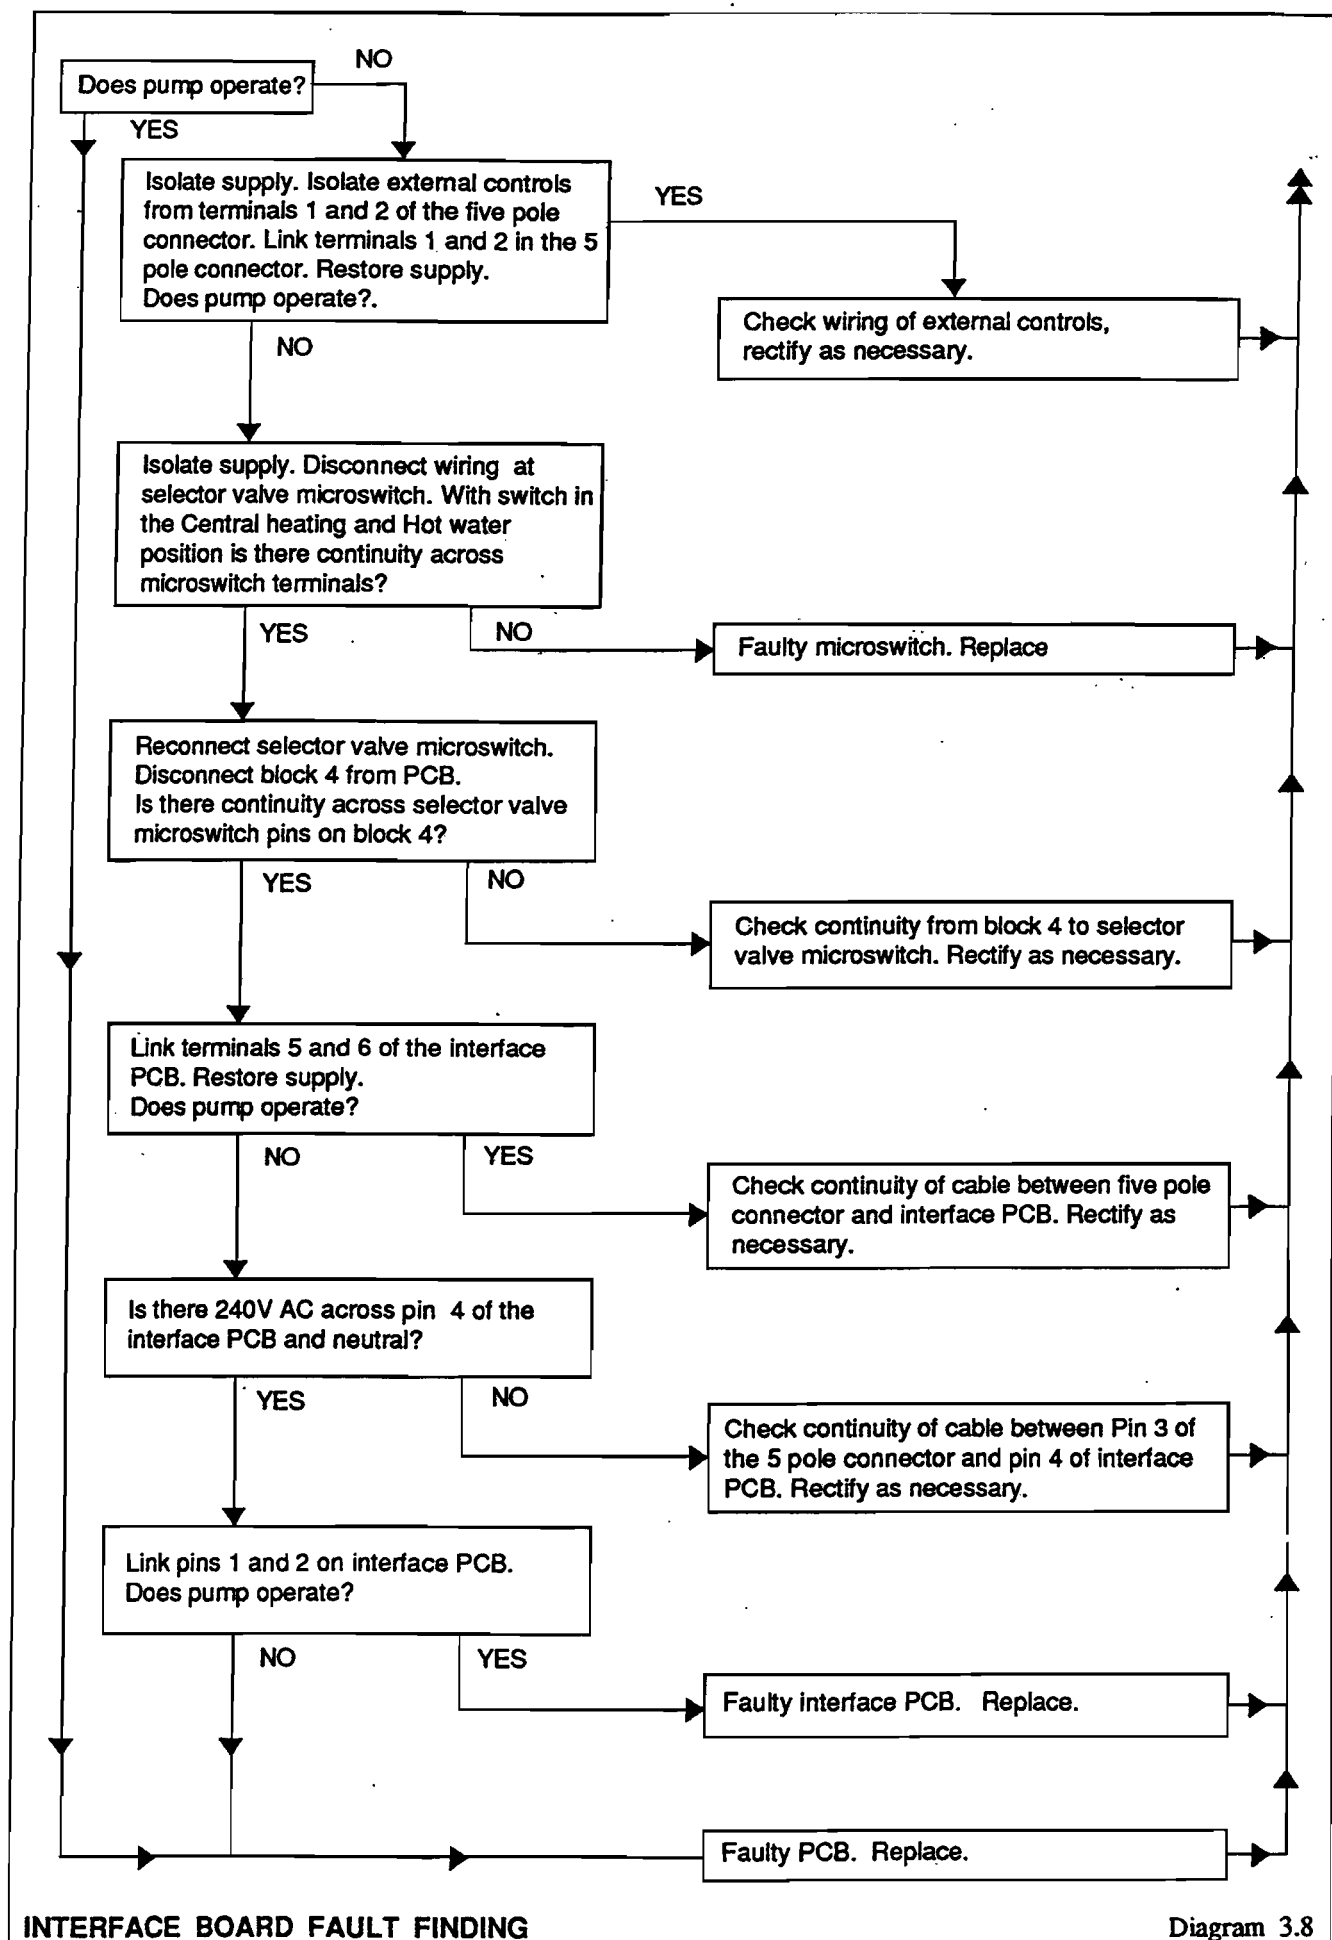 NO
Does pump operate?
YES
Isolate supply. Isolate external controls
from terminals 1 and 2 of the five pole
connector. Link terminals 1 and 2 in the 5
pole connector. Restore supply.
Does pump operate?.
YES
NO
Check wiring of external controls,
rectify as necessary.
Isolate supply. Disconnect wiring at
selector valve microswitch. With switch in
the Central heating and Hot water
position is there continuity across
microswitch terminals?
YES
NO
Faulty microswitch. Replace
Reconnect selector valve microswitch.
Disconnect block 4 from PCB.
Is there continuity across selector valve
microswitch pins on block 4?
YES
NO
Check continuity from block 4 to selector
valve microswitch. Rectify as necessary.
Link terminals 5 and 6 of the interface
PCB. Restore supply.
Does pump operate?
NO
YES
Check continuity of cable between five pole
connector and interface PCB. Rectify as
necessary.
Is there 240V AC across pin 4 of the
interface PCB and neutral?
YES
NO
Check continuity of cable between Pin 3 of
the 5 pole connector and pin 4 of interface
PCB. Rectify as necessary.
Link pins 1 and 2 on interface PCB.
Does pump operate?
NO
YES
Faulty interface PCB. Replace.
Faulty PCB. Replace.
INTERFACE BOARD FAULT FINDING
Diagram 3.8